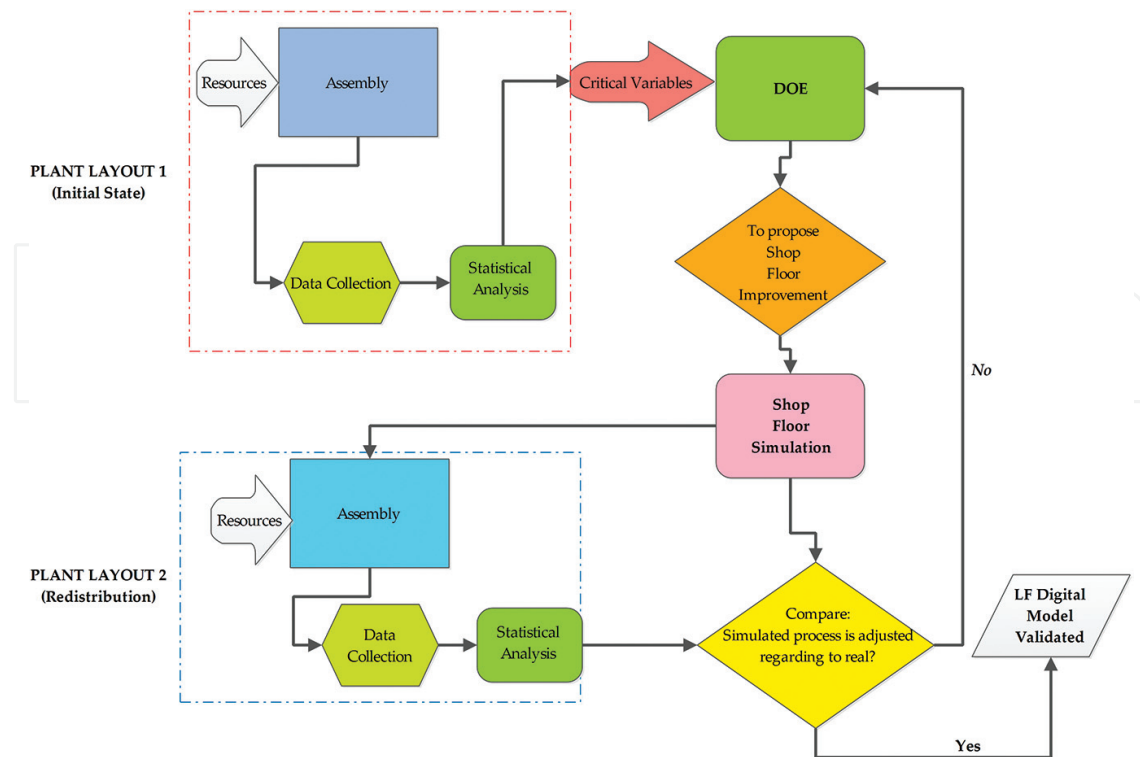 Resources
Assembly
Critical Variables
DOE
PLANT LAYOUT 1
(Initial State)
To propose
Shop
Floor
Improvement
Data Collection
Statistical
Analysis
No
Shop
Floor
Simulation
Resources
Assembly
PLANT LAYOUT 2
(Redistribution)
Data
Collection
Statistical
Analysis
Compare:
Simulated process is adjusted
regarding to real?
LF Digital
Model
Validated
Yes